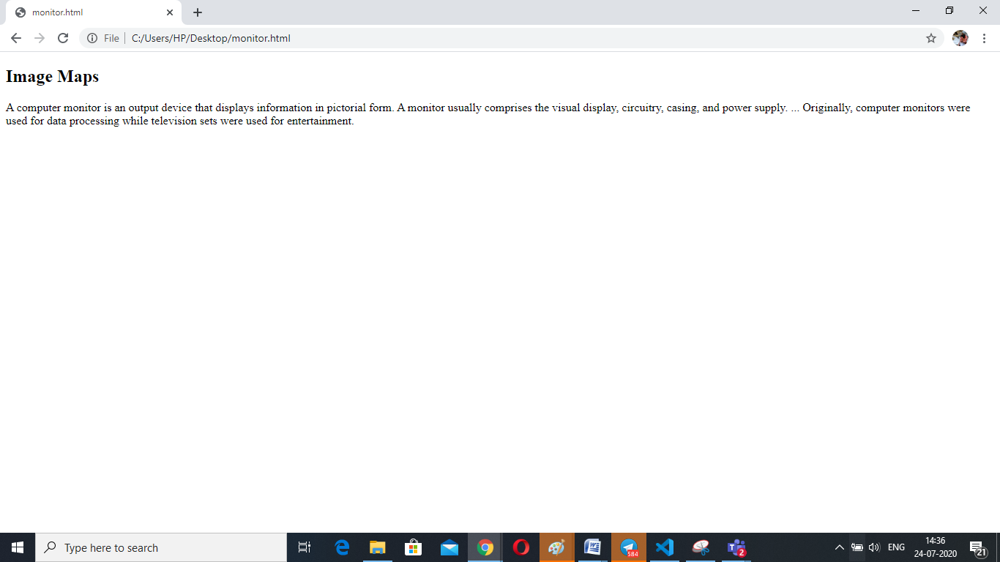 monitor.html
File
C:/Users/HP/Desktop/monitor.html
Image Maps
A computer monitor is an output device that displays information in pictorial form. A monitor usually comprises the visual display, circuitry, casing, and power supply. ... Originally, computer monitors were
used for data processing while television sets were used for entertainment.
Type here to search
584
2
ENG
14:36
24-07-2020
21